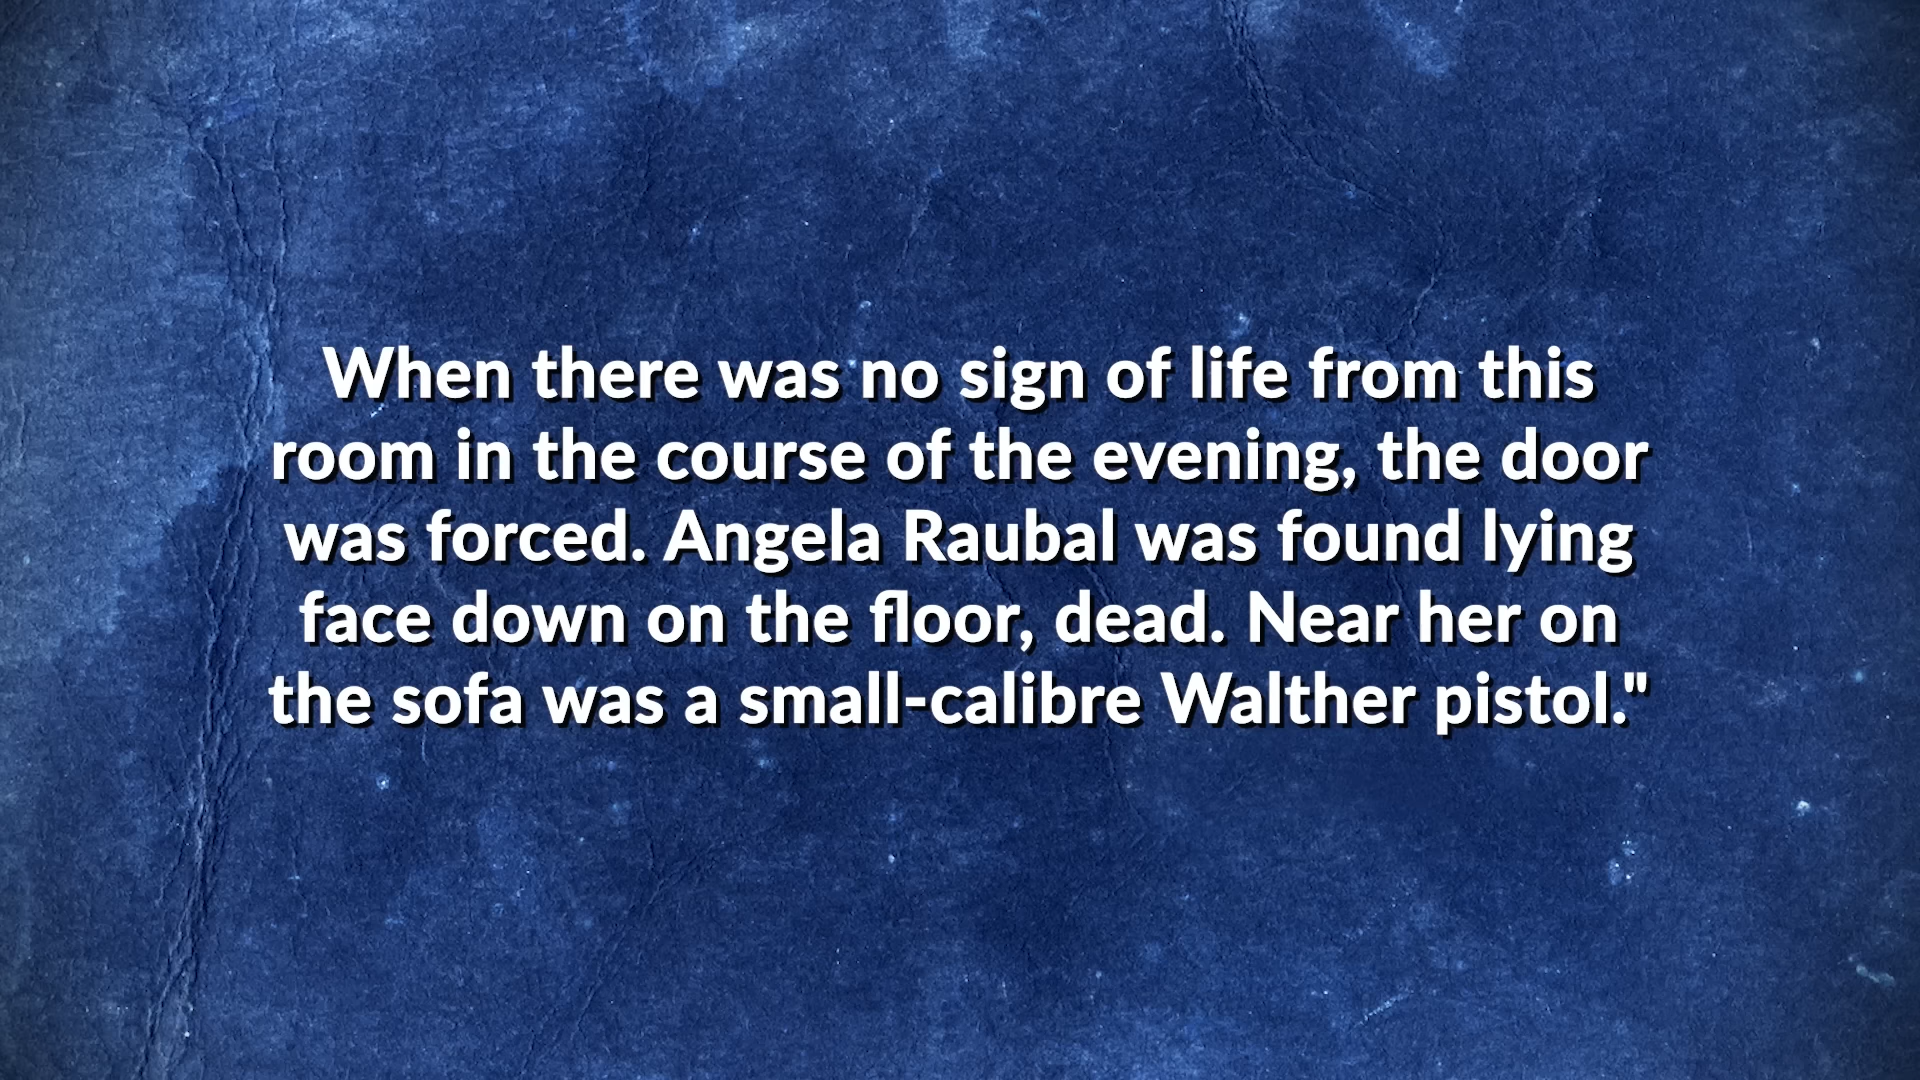 When there was no sign of life from this
room in the course of the evening, the door
was forced. Angela Raubal was found lying
face down on the floor, dead. Near her on
the sofa was a small-calibre Walther pistol."